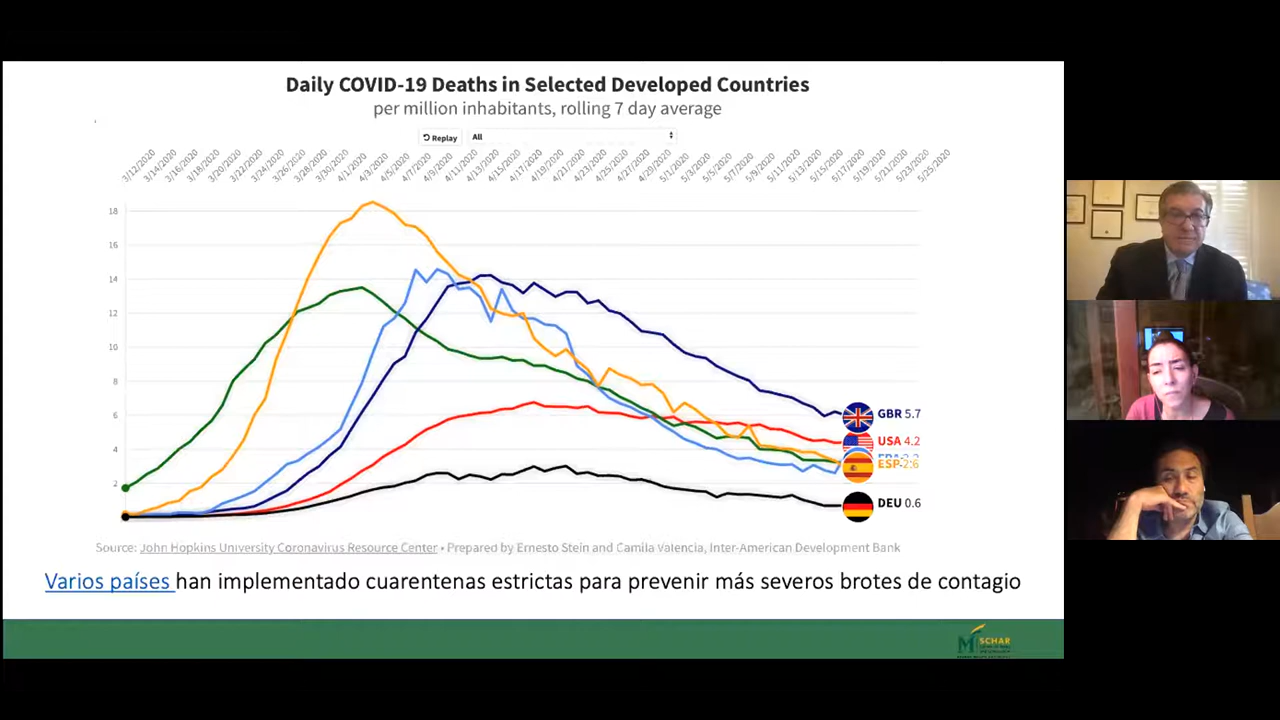 Daily COVID-19 Deaths in Selected Developed Countries
per million inhabitants, rolling 7 day average
Replay All
3/12/2020 3/14/2020 3/16/2020 3/18/2020 3/20/2020 3/22/2020 3/24/2020 3/26/2020 3/28/2020 3/30/2020 4/1/2020 4/3/2020 4/5/2020 4/7/2020 4/9/2020 4/11/2020 4/13/2020 4/15/2020 4/17/2020 4/19/2020 4/21/2020 4/23/2020 4/25/2020 4/27/2020 4/29/2020 5/1/2020 5/3/2020 5/5/2020 5/7/2020 5/9/2020 5/11/2020 5/13/2020 5/15/2020 5/17/2020 5/19/2020 5/21/2020 5/23/2020 5/25/2020
18
16
14
12
10
8
6
4
2
GBR 5.7
USA 4.2
ESP 2.6
DEU 0.6
Source: John Hopkins University Coronavirus Resource Center • Prepared by Ernesto Stein and Camila Valencia, Inter-American Development Bank
Varios países han implementado cuarentenas estrictas para prevenir más severos brotes de contagio
SCHAR